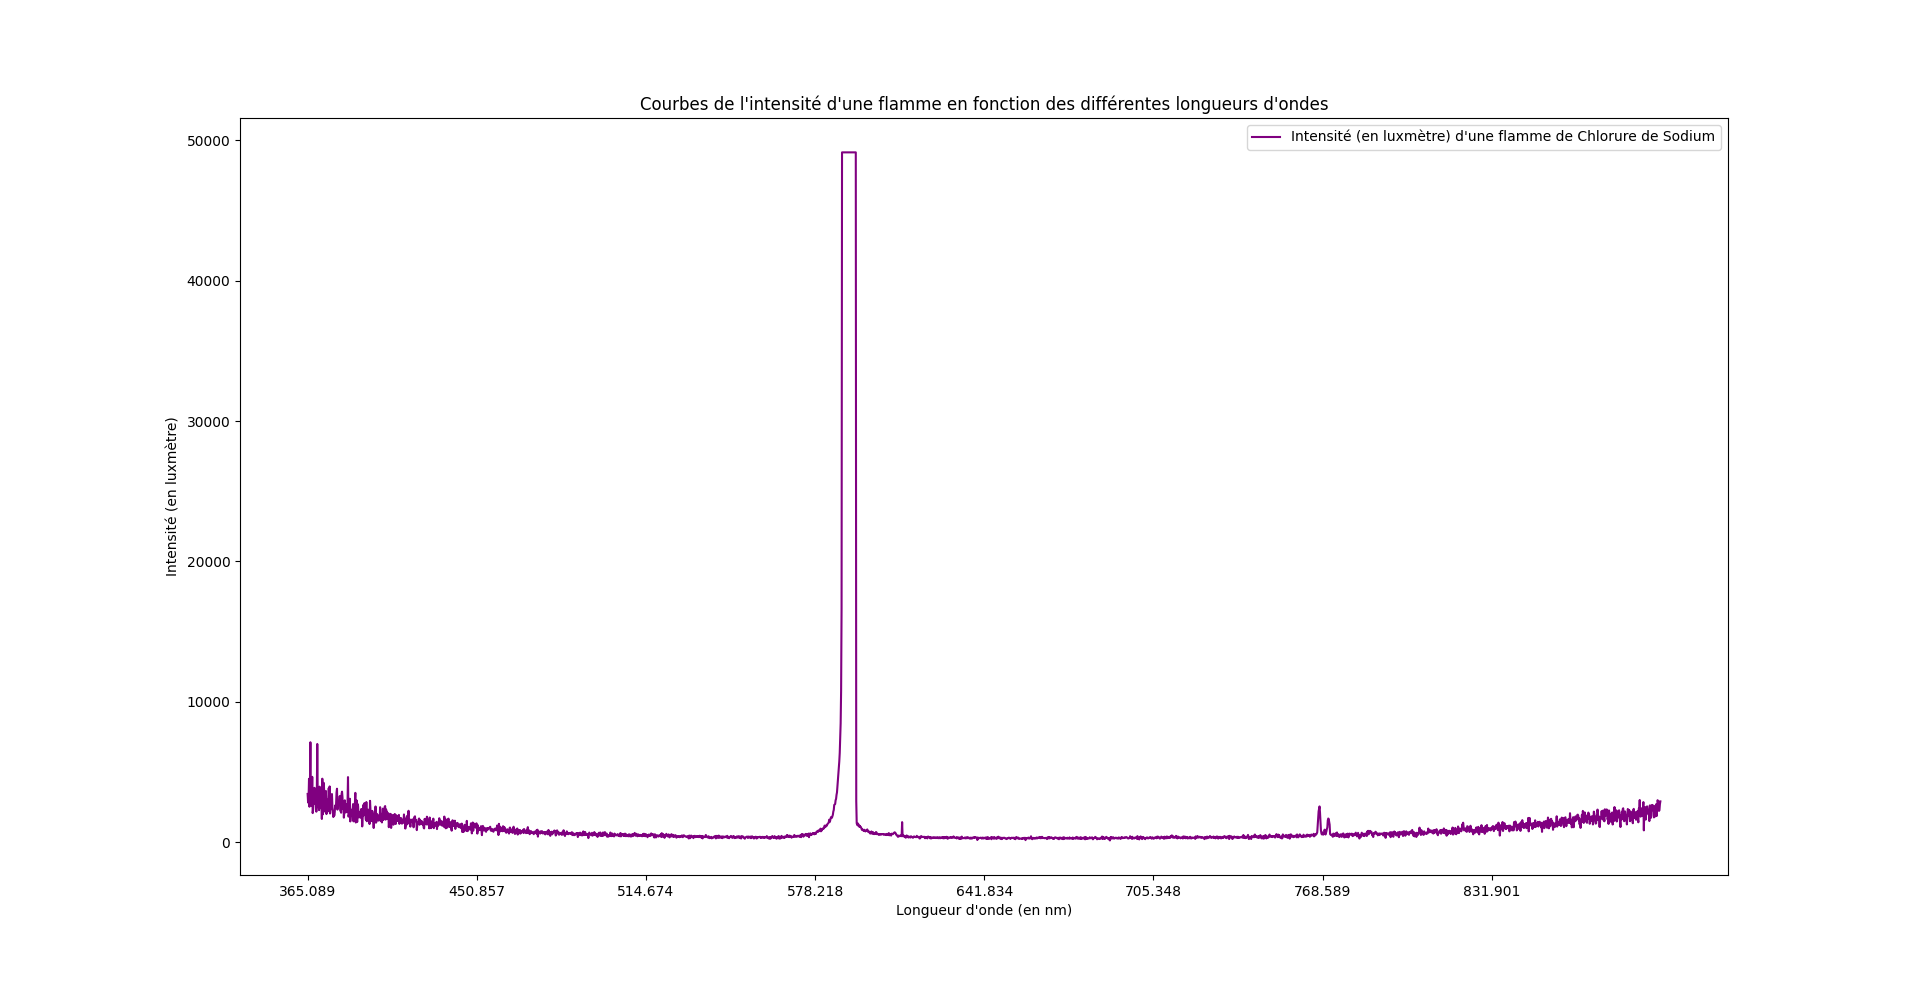 Courbes de l'intensité d'une flamme en fonction des différentes longueurs d'ondes
Intensité (en luxmètre) d'une flamme de Chlorure de Sodium
Intensité (en luxmètre)
50000
40000
30000
20000
10000
0
365.089 450.857 514.674 578.218 641.834 705.348 768.589 831.901
Longueur d'onde (en nm)